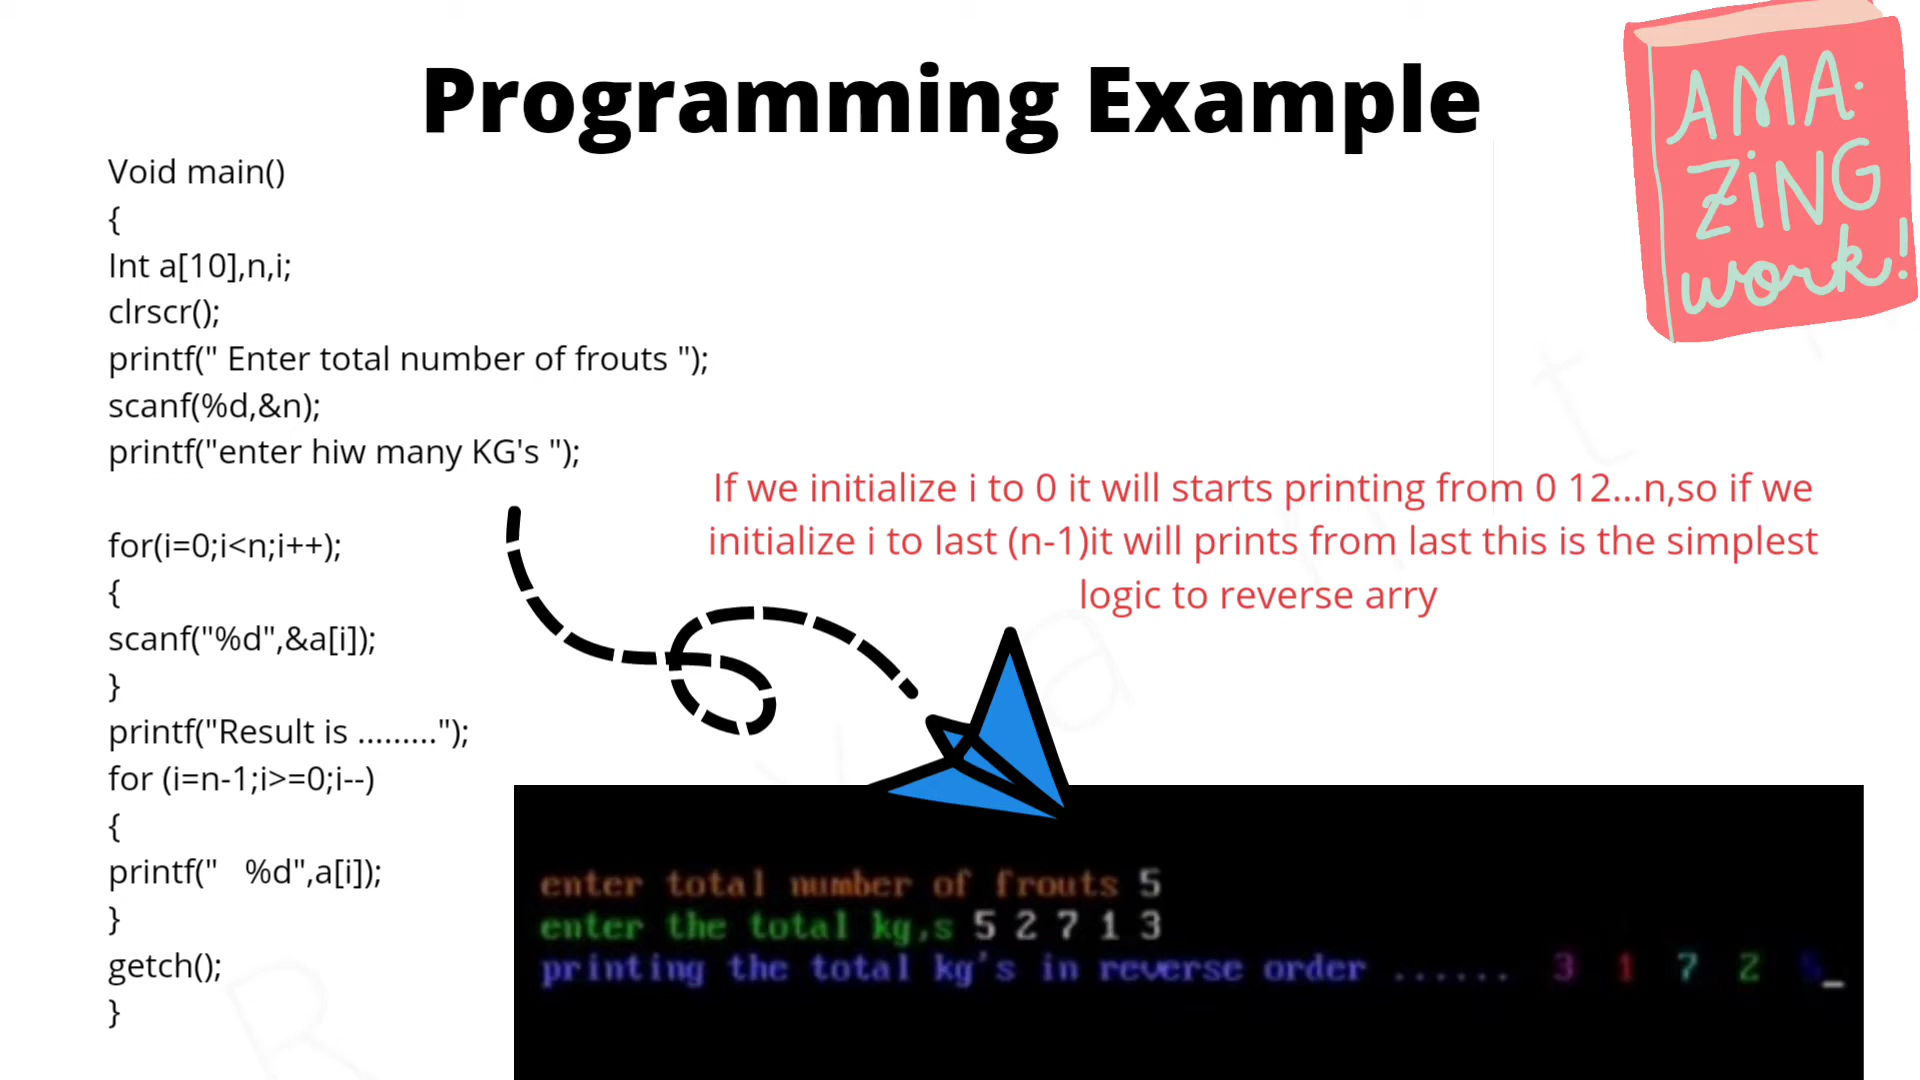 Programming Example
AMA-
ZiNG
work!
Void main()
{
Int a[10],n,i;
clrscr();
printf(" Enter total number of frouts ");
scanf(%d,&n);
printf("enter hiw many KG's ");
for(i=0;i<n;i++);
{
scanf("%d",&a[i]);
}
printf("Result is .........");
for (i=n-1;i>=0;i--)
{
printf("   %d",a[i]);
}
getch();
}
If we initialize i to 0 it will starts printing from 0 12...n,so if we
initialize i to last (n-1)it will prints from last this is the simplest
logic to reverse arry
enter total number of frouts 5
enter the total kg,s 5 2 7 1 3
printing the total kg's in reverse order ...... 3 1 7 2